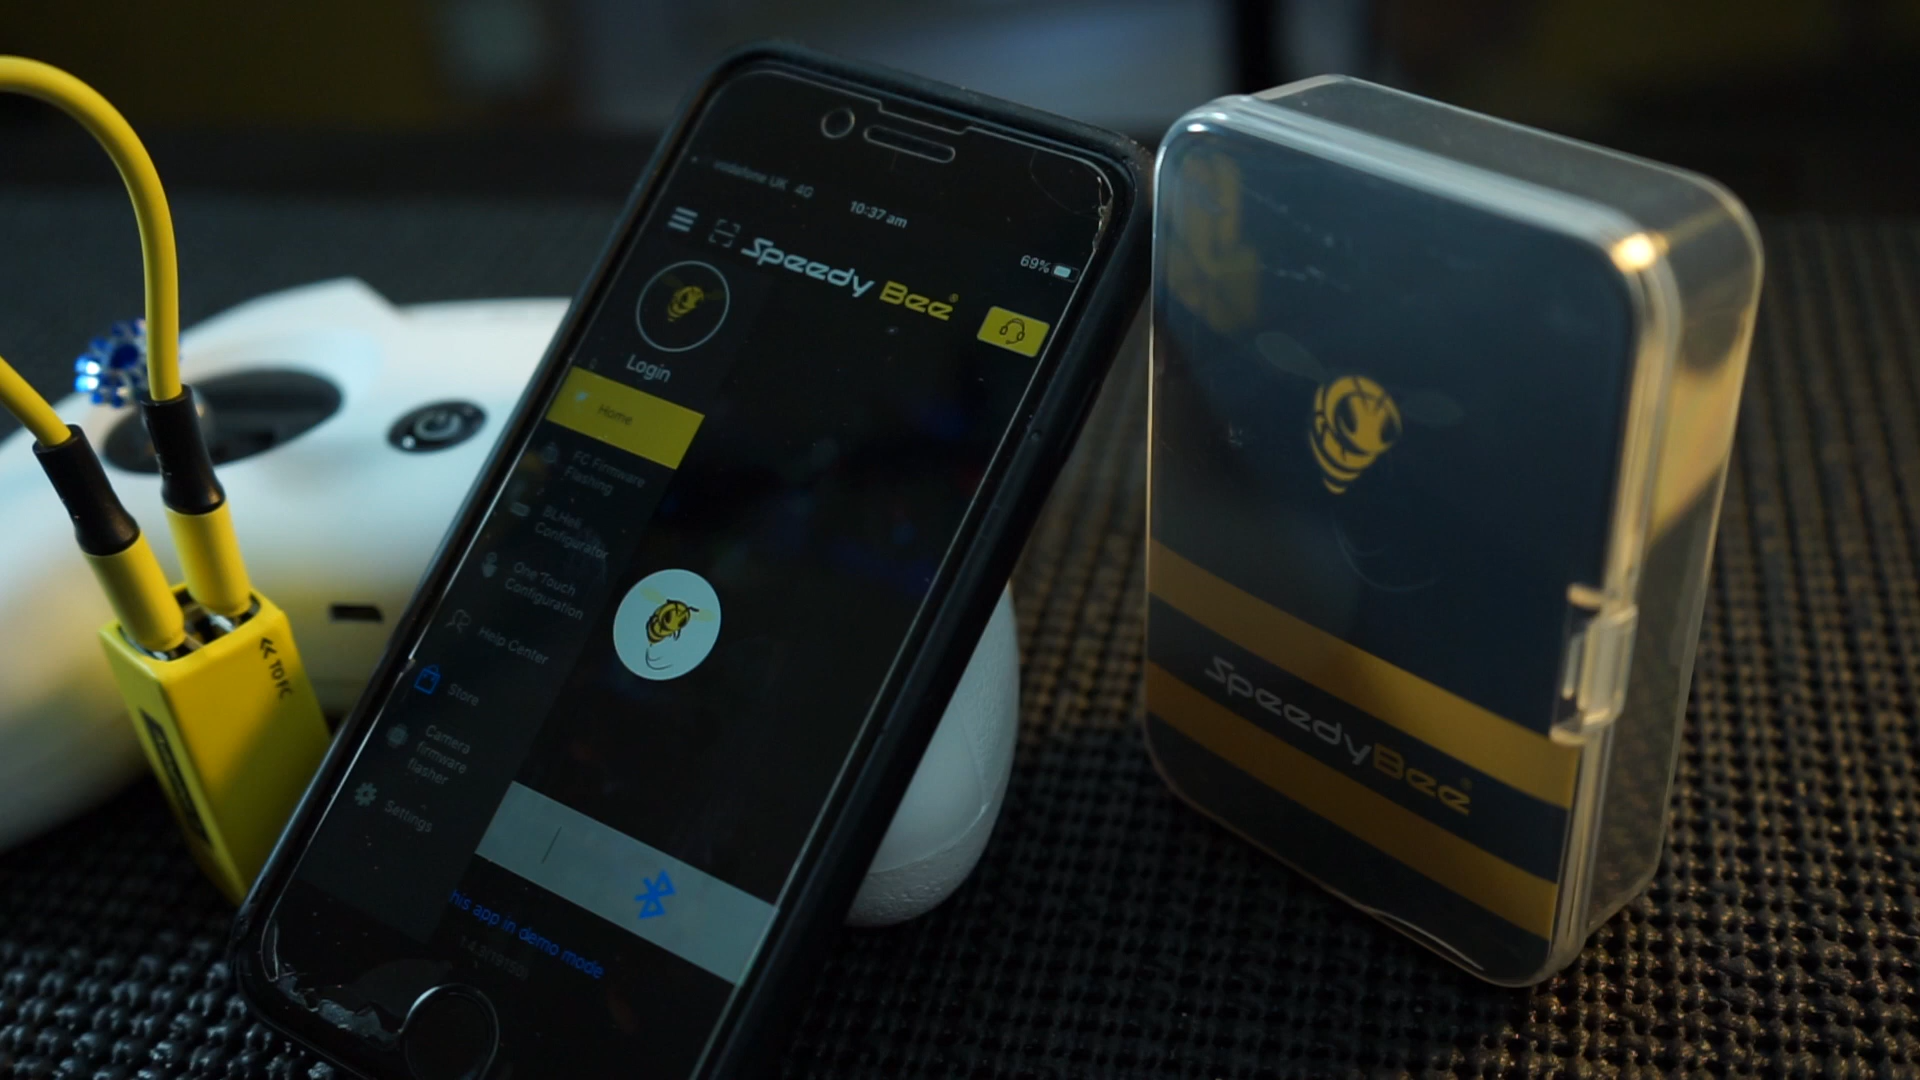 vodafone UK 4G
10:37 am
69%
Speedy Bee®
Login
Home
FC Firmware
Flashing
BLHeli
Configurator
One Touch
Configuration
Help Center
Store
Camera
firmware
flasher
Settings
his app in demo mode
<< TO FC
SpeedyBee®